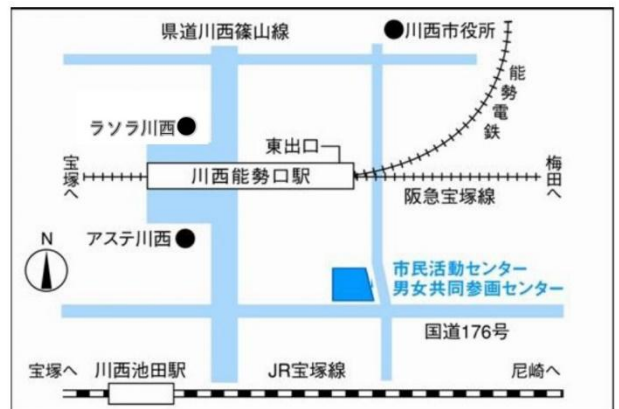 県道川西篠山線
川西市役所
能勢電鉄
ラソラ川西
東出口
宝塚へ
川西能勢口駅
梅田へ
阪急宝塚線
N
アステ川西
市民活動センター
男女共同参画センター
国道176号
宝塚へ
川西池田駅
JR宝塚線
尼崎へ